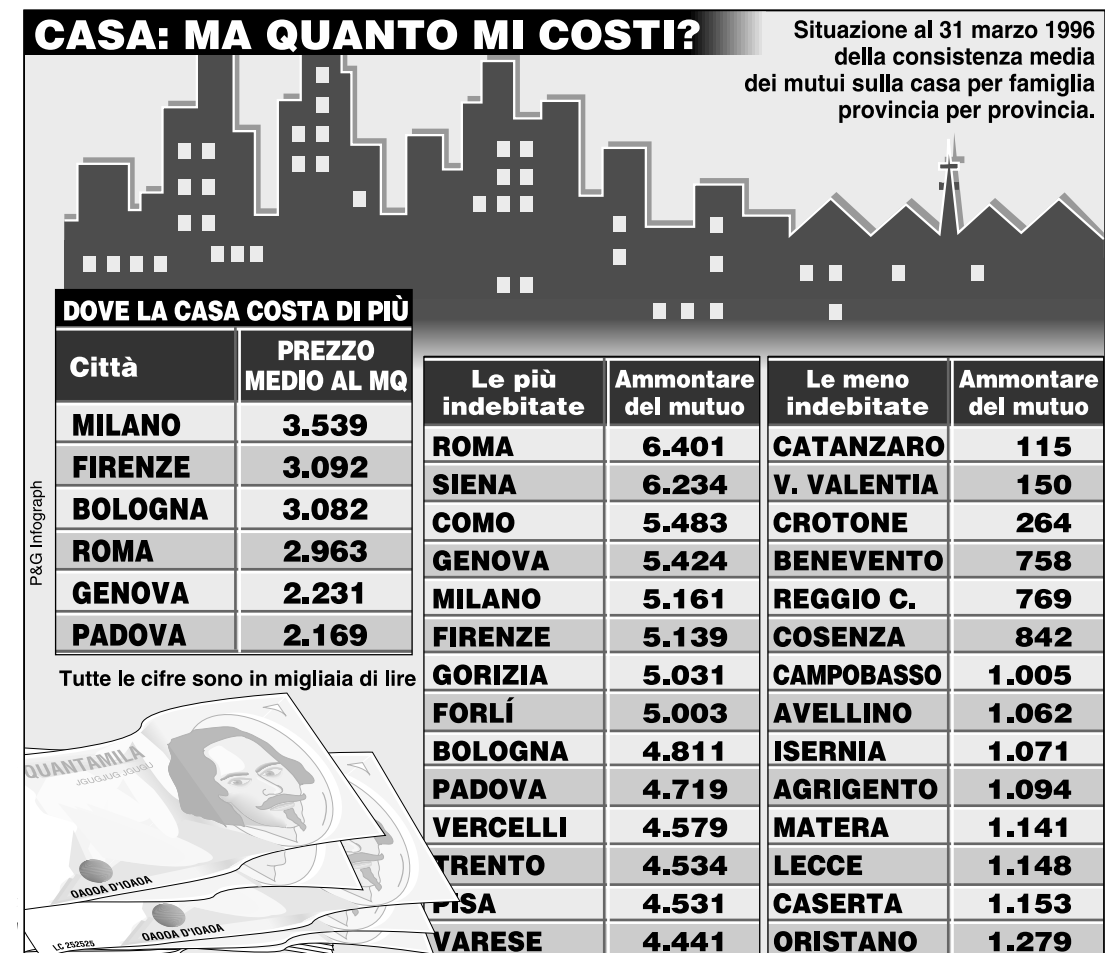 CASA: MA QUANTO MI COSTI?
Situazione al 31 marzo 1996
della consistenza media
dei mutui sulla casa per famiglia
provincia per provincia.
DOVE LA CASA COSTA DI PIÙ
Città PREZZO MEDIO AL MQ
MILANO 3.539
FIRENZE 3.092
BOLOGNA 3.082
ROMA 2.963
GENOVA 2.231
PADOVA 2.169
Tutte le cifre sono in migliaia di lire
P&G Infograph
Le più indebitate Ammontare del mutuo
ROMA 6.401
SIENA 6.234
COMO 5.483
GENOVA 5.424
MILANO 5.161
FIRENZE 5.139
GORIZIA 5.031
FORLÍ 5.003
BOLOGNA 4.811
PADOVA 4.719
VERCELLI 4.579
TRENTO 4.534
PISA 4.531
VARESE 4.441
Le meno indebitate Ammontare del mutuo
CATANZARO 115
V. VALENTIA 150
CROTONE 264
BENEVENTO 758
REGGIO C. 769
COSENZA 842
CAMPOBASSO 1.005
AVELLINO 1.062
ISERNIA 1.071
AGRIGENTO 1.094
MATERA 1.141
LECCE 1.148
CASERTA 1.153
ORISTANO 1.279
QUANTAMILA
JGUGJUG JGUGU
OAOOA D'IOAOA
OAOOA D'IOAOA
LC 252525